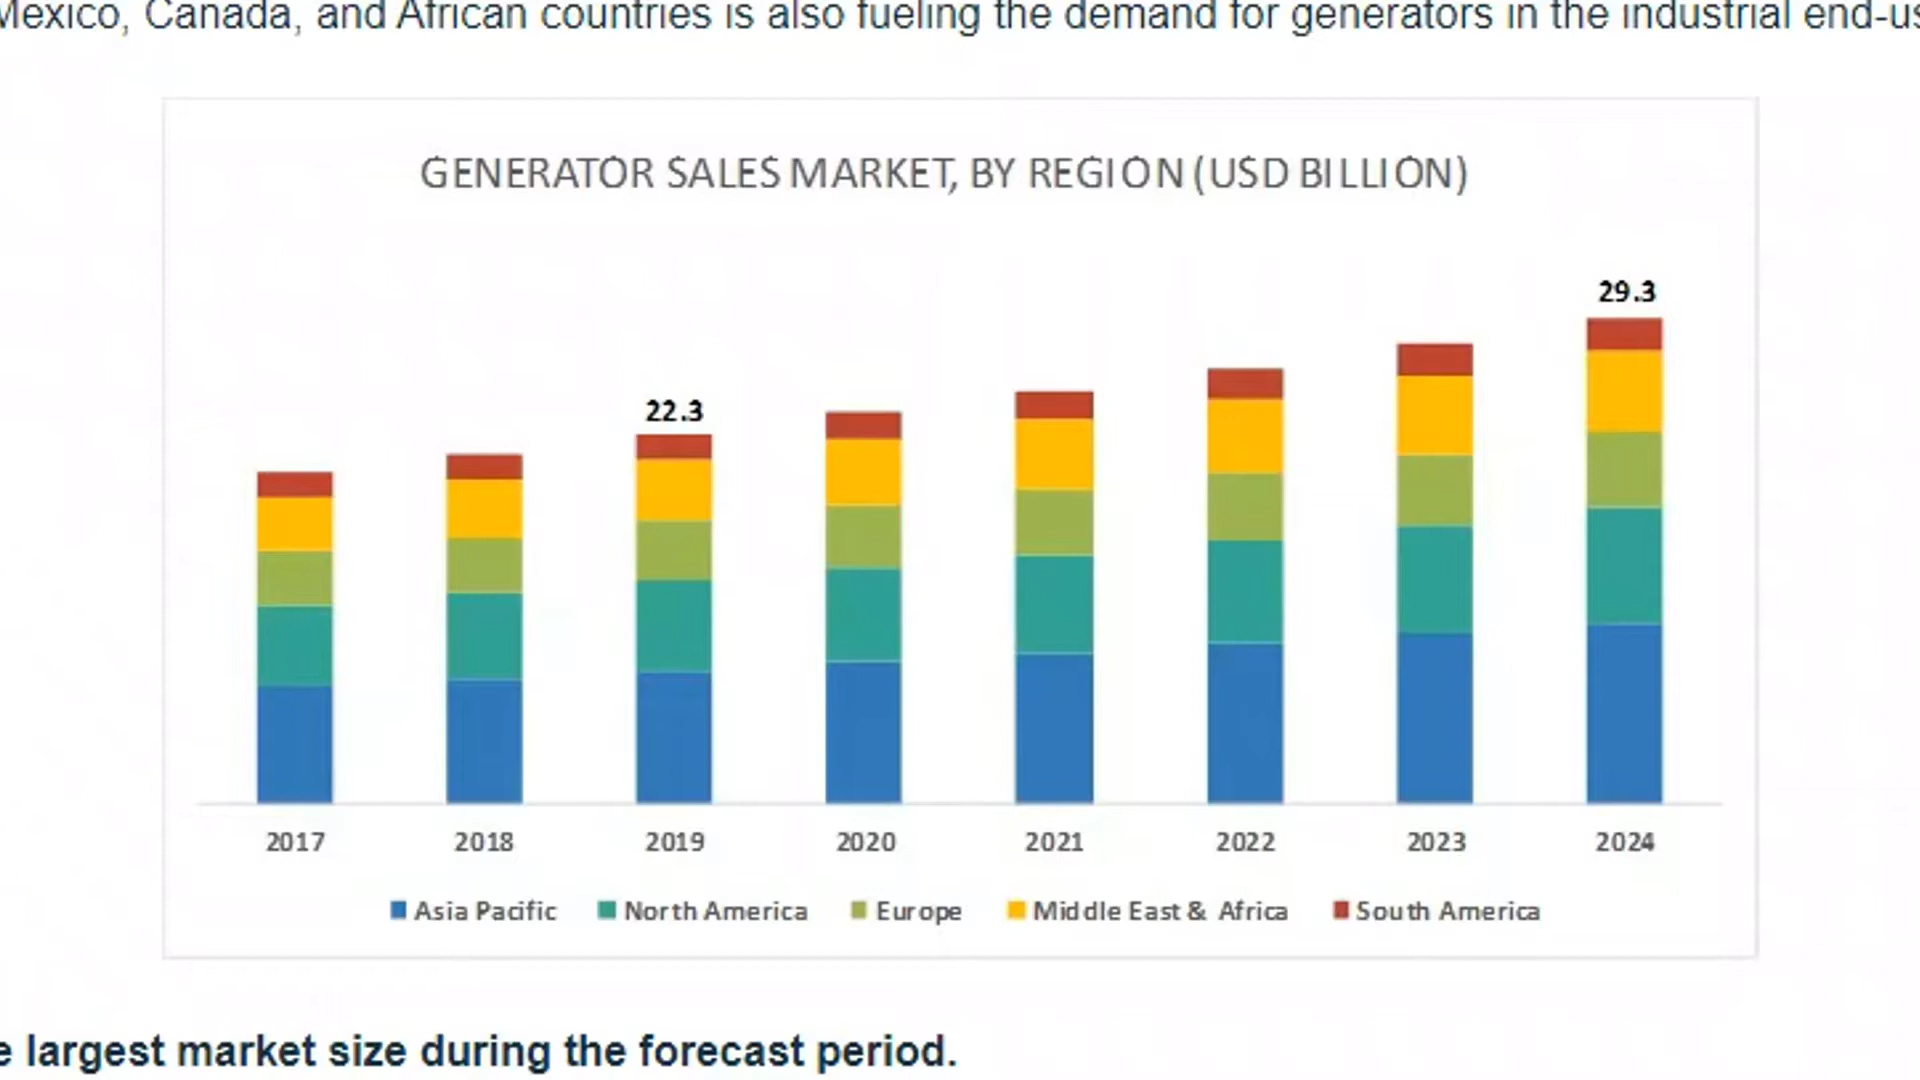 Mexico, Canada, and African countries is also fueling the demand for generators in the industrial
GENERATOR SALES MARKET, BY REGION (USD BILLION)
29.3
22.3
2017 2018 2019 2020 2021 2022 2023 2024
Asia Pacific North America Europe Middle East & Africa South America
largest market size during the forecast period.